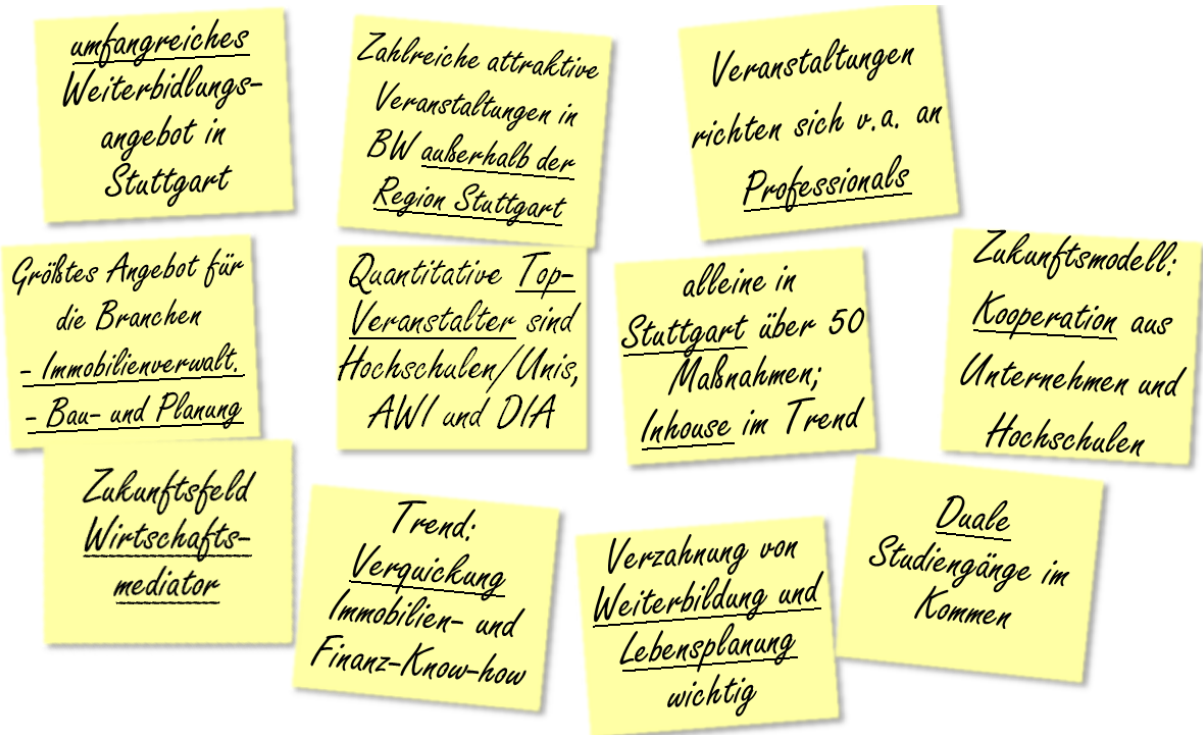 umfangreiches
Weiterbidlungs-
angebot in
Stuttgart
Zahlreiche attraktive
Veranstaltungen in
BW außerhalb der
Region Stuttgart
Veranstaltungen
richten sich v.a. an
Professionals
Größtes Angebot für
die Branchen
- Immobilienverwalt.
- Bau- und Planung
Quantitative Top-
Veranstalter sind
Hochschulen/Unis,
AWI und DIA
alleine in
Stuttgart über 50
Maßnahmen;
Inhouse im Trend
Zukunftsmodell:
Kooperation aus
Unternehmen und
Hochschulen
Zukunftsfeld
Wirtschafts-
mediator
Trend:
Verquickung
Immobilien- und
Finanz-Know-how
Verzahnung von
Weiterbildung und
Lebensplanung
wichtig
Duale
Studiengänge im
Kommen